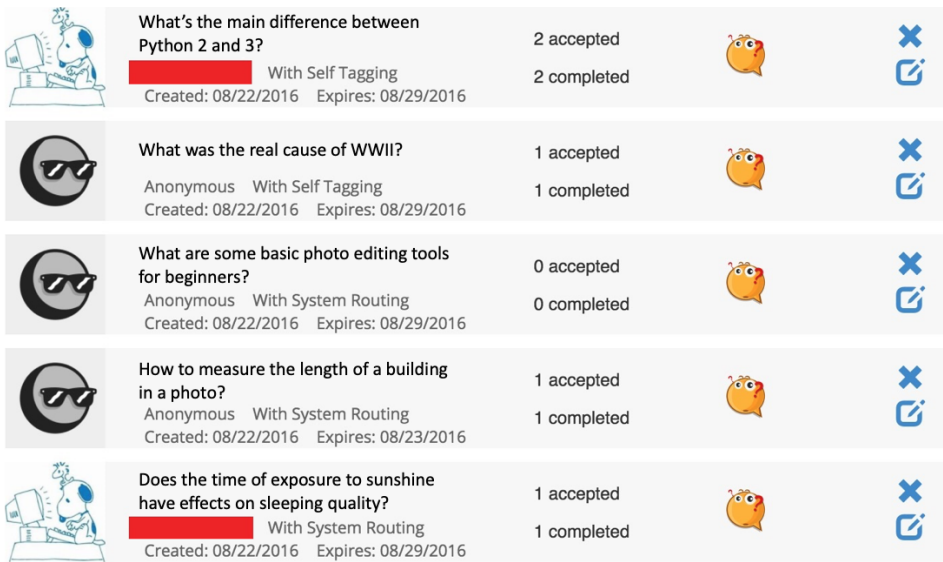 What’s the main difference between
Python 2 and 3?
With Self Tagging
Created: 08/22/2016 Expires: 08/29/2016
2 accepted
2 completed
What was the real cause of WWII?
Anonymous With Self Tagging
Created: 08/22/2016 Expires: 08/29/2016
1 accepted
1 completed
What are some basic photo editing tools
for beginners?
Anonymous With System Routing
Created: 08/22/2016 Expires: 08/29/2016
0 accepted
0 completed
How to measure the length of a building
in a photo?
Anonymous With System Routing
Created: 08/22/2016 Expires: 08/23/2016
1 accepted
1 completed
Does the time of exposure to sunshine
have effects on sleeping quality?
With System Routing
Created: 08/22/2016 Expires: 08/29/2016
1 accepted
1 completed